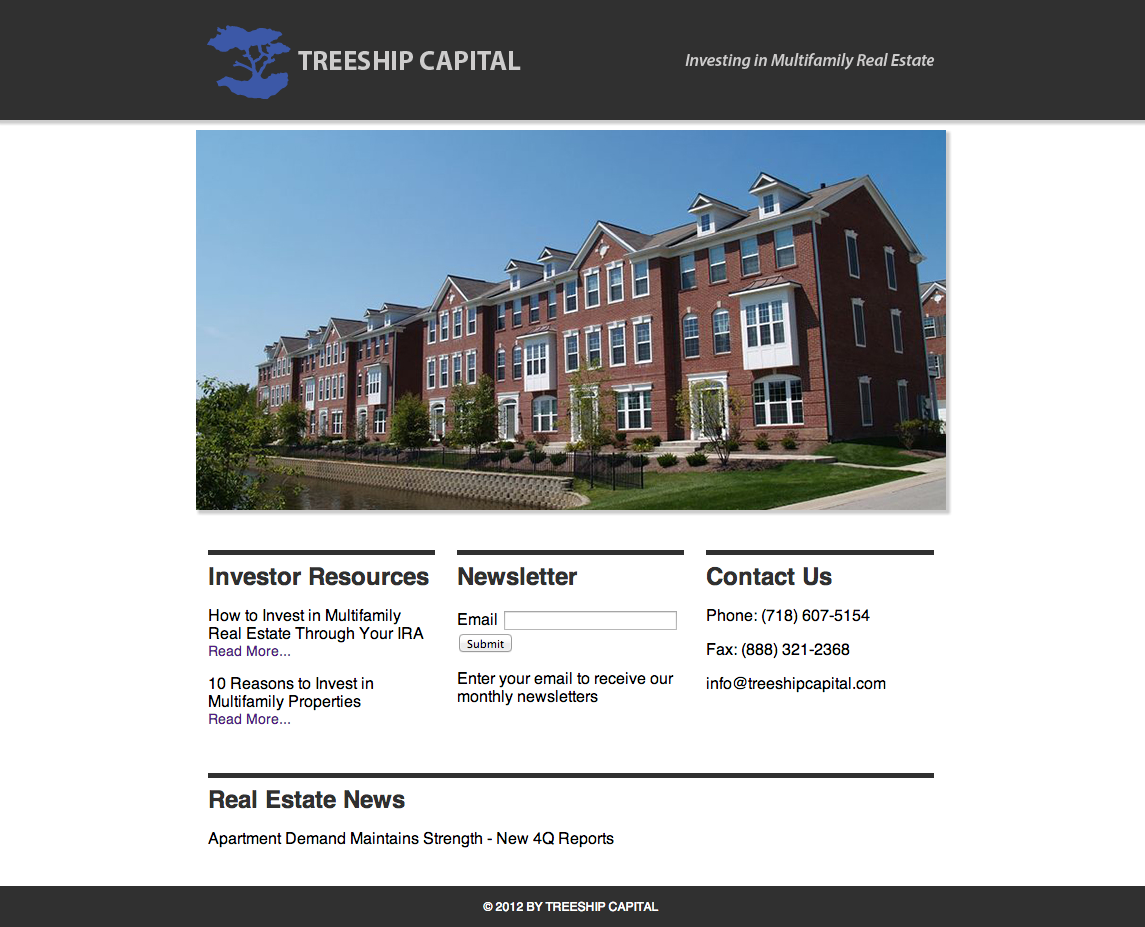 TREESHIP CAPITAL
Investing in Multifamily Real Estate
Investor Resources
How to Invest in Multifamily
Real Estate Through Your IRA
Read More...
10 Reasons to Invest in
Multifamily Properties
Read More...
Newsletter
Email
Submit
Enter your email to receive our
monthly newsletters
Contact Us
Phone: (718) 607-5154
Fax: (888) 321-2368
info@treeshipcapital.com
Real Estate News
Apartment Demand Maintains Strength - New 4Q Reports
© 2012 BY TREESHIP CAPITAL